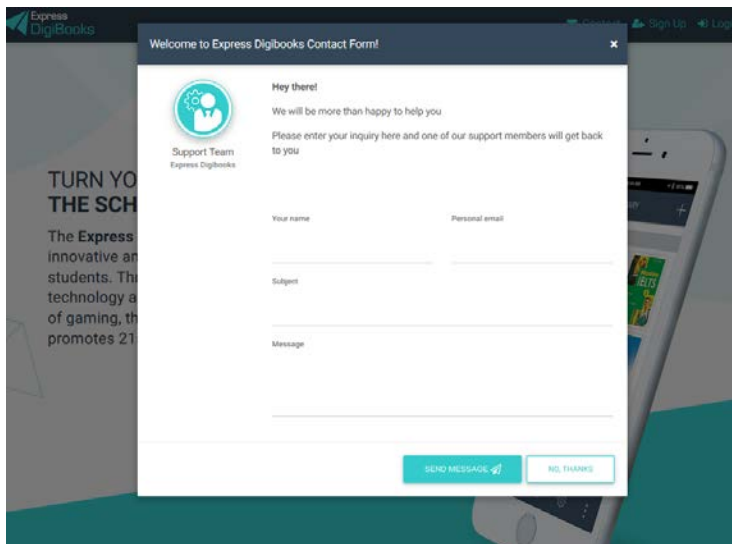 Express
DigiBooks
Contact
Sign Up
Log
Welcome to Express Digibooks Contact Form!
×
Hey there!
We will be more than happy to help you
Please enter your inquiry here and one of our support members will get back
to you
Support Team
Express Digibooks
Your name
Personal email
Subject
Message
SEND MESSAGE
NO, THANKS
TURN YO
THE SCH
The Express
innovative an
students. Thr
technology a
of gaming, th
promotes 21
IELTS